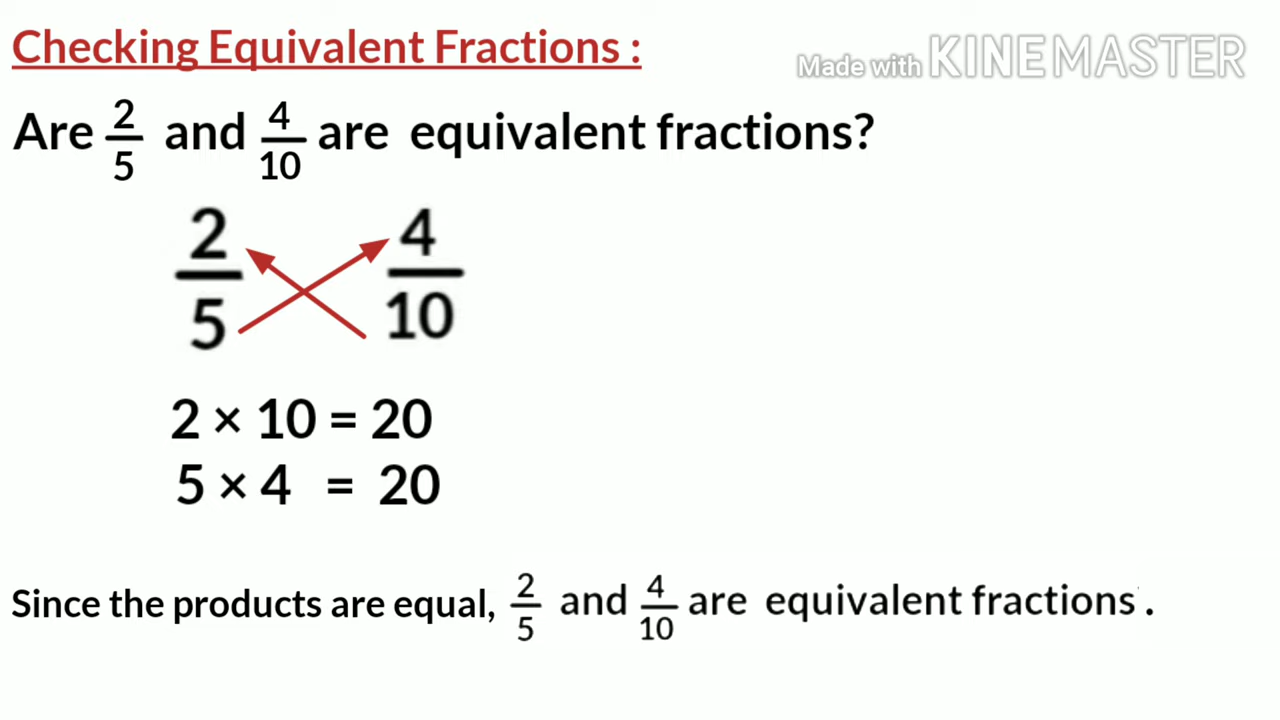 Checking Equivalent Fractions :
Made with KINEMASTER
Are 2/5 and 4/10 are equivalent fractions?
2/5 4/10
2 × 10 = 20
5 × 4 = 20
Since the products are equal, 2/5 and 4/10 are equivalent fractions.